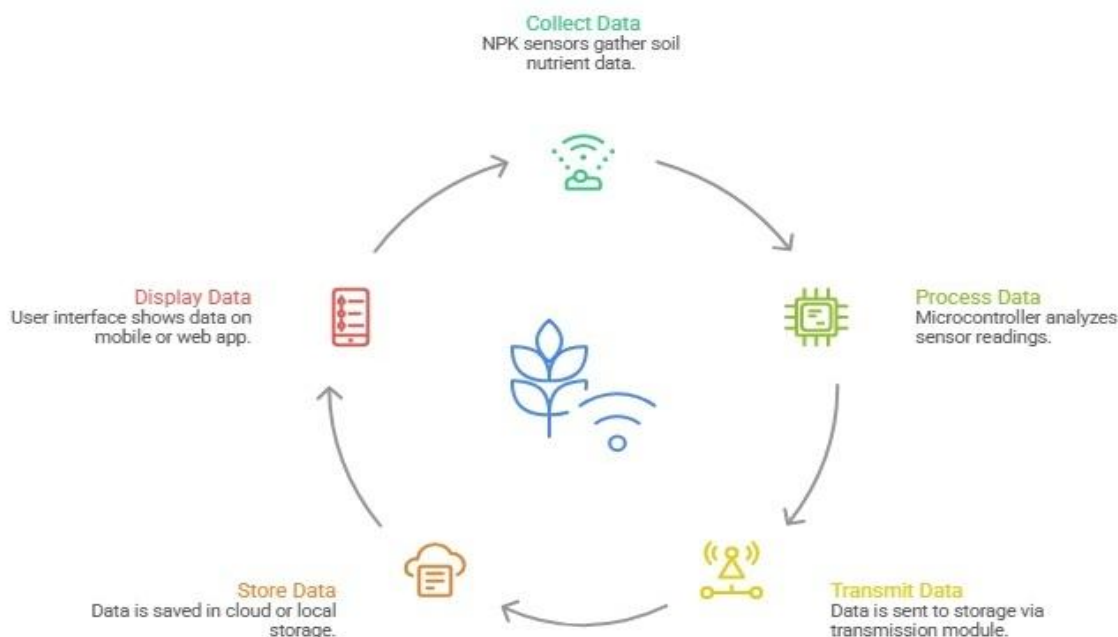 Collect Data
NPK sensors gather soil
nutrient data.
Process Data
Microcontroller analyzes
sensor readings.
Transmit Data
Data is sent to storage via
transmission module.
Store Data
Data is saved in cloud or local
storage.
Display Data
User interface shows data on
mobile or web app.